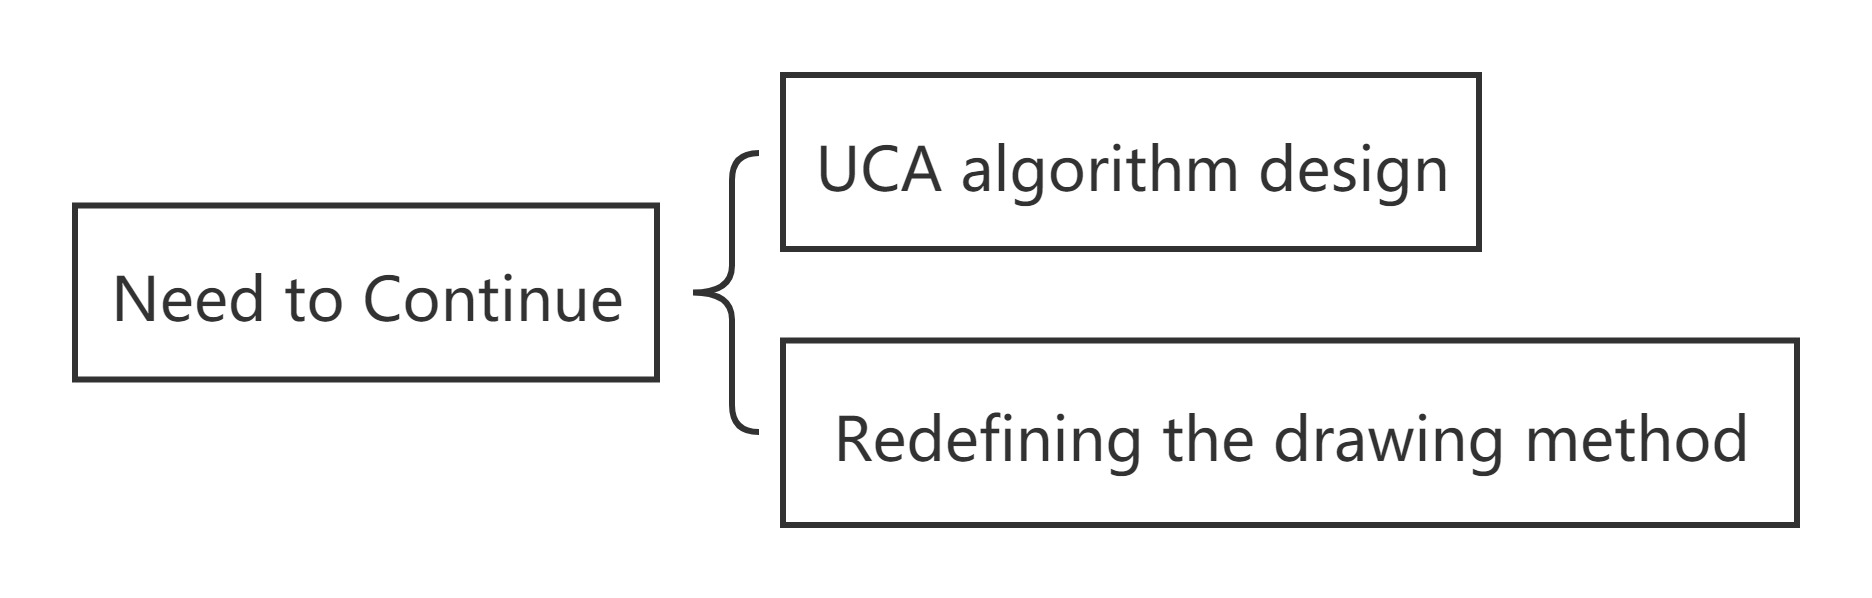 Need to Continue
UCA algorithm design
Redefining the drawing method